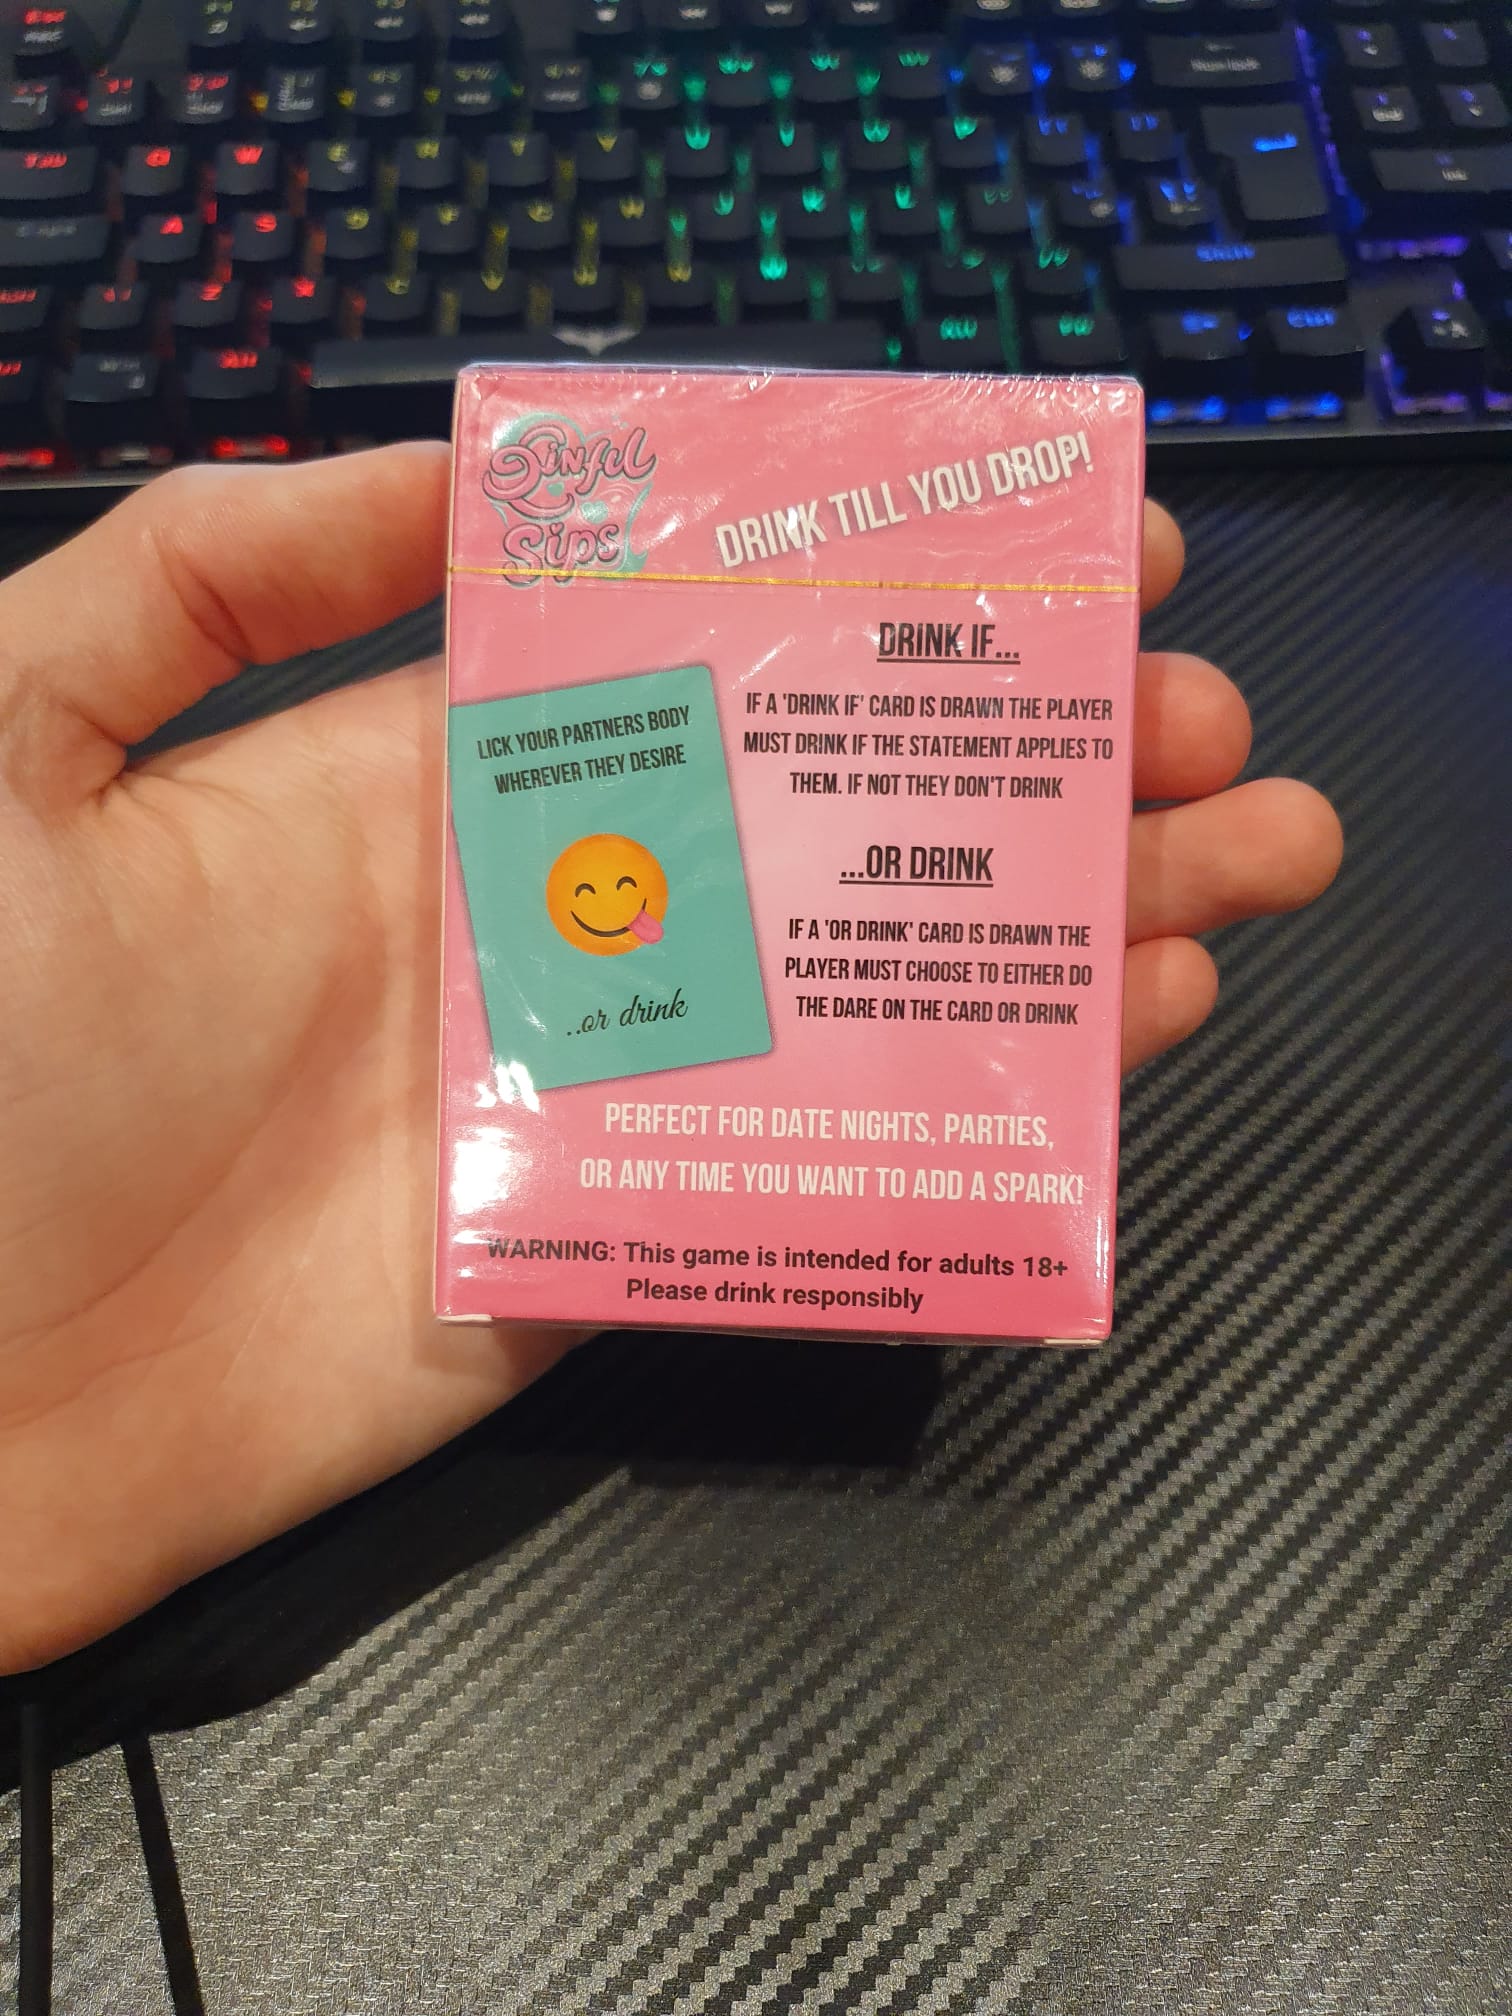 Sinful
Sips
DRINK TILL YOU DROP!
DRINK IF...
IF A 'DRINK IF' CARD IS DRAWN THE PLAYER
MUST DRINK IF THE STATEMENT APPLIES TO
THEM. IF NOT THEY DON'T DRINK
LICK YOUR PARTNERS BODY
WHEREVER THEY DESIRE
..or drink
...OR DRINK
IF A 'OR DRINK' CARD IS DRAWN THE
PLAYER MUST CHOOSE TO EITHER DO
THE DARE ON THE CARD OR DRINK
PERFECT FOR DATE NIGHTS, PARTIES,
OR ANY TIME YOU WANT TO ADD A SPARK!
WARNING: This game is intended for adults 18+
Please drink responsibly